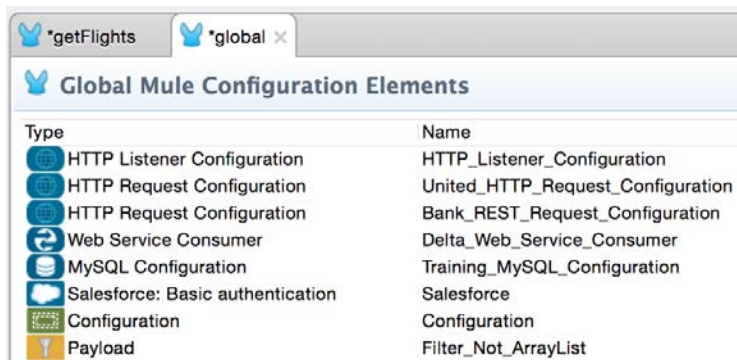 *getFlights *global
Global Mule Configuration Elements
Type Name
HTTP Listener Configuration HTTP_Listener_Configuration
HTTP Request Configuration United_HTTP_Request_Configuration
HTTP Request Configuration Bank_REST_Request_Configuration
Web Service Consumer Delta_Web_Service_Consumer
MySQL Configuration Training_MySQL_Configuration
Salesforce: Basic authentication Salesforce
Configuration Configuration
Payload Filter_Not_ArrayList